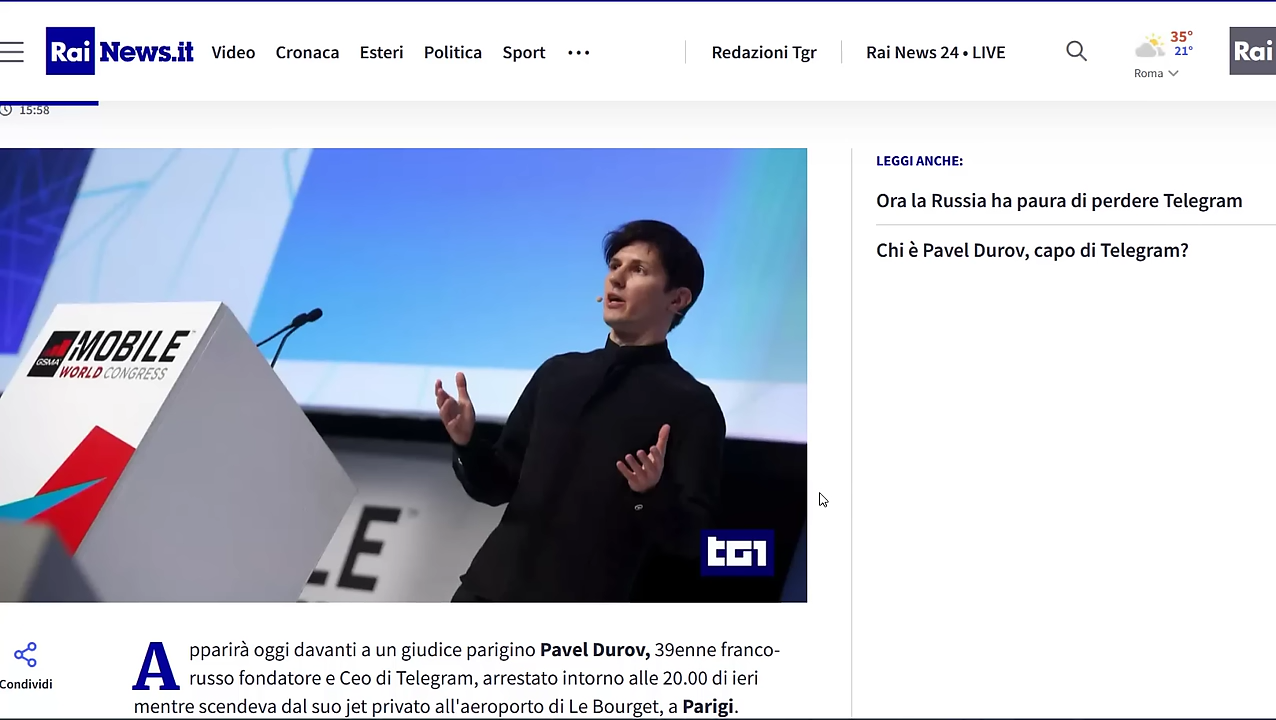 Rai News.it Video Cronaca Esteri Politica Sport ••• Redazioni Tgr Rai News 24 • LIVE 35° 21° Roma Rai
15:58
LEGGI ANCHE:
Ora la Russia ha paura di perdere Telegram
Chi è Pavel Durov, capo di Telegram?
GSMA MOBILE
WORLD CONGRESS
LE
tg1
Condividi
Apparirà oggi davanti a un giudice parigino Pavel Durov, 39enne franco-
russo fondatore e Ceo di Telegram, arrestato intorno alle 20.00 di ieri
mentre scendeva dal suo jet privato all'aeroporto di Le Bourget, a Parigi.